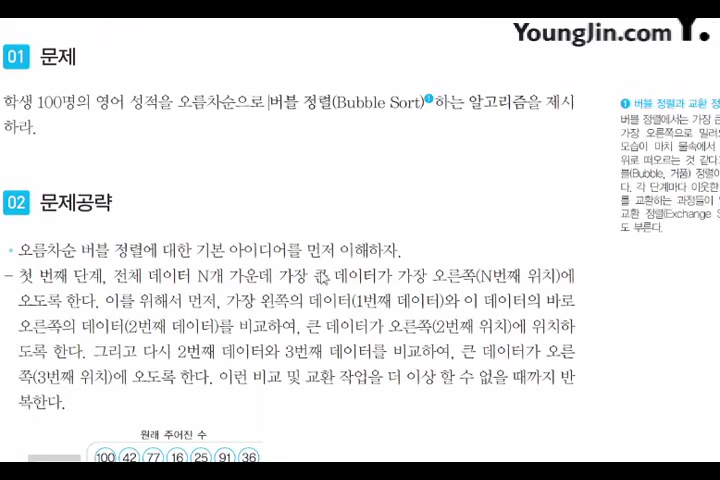 YoungJin.com Y.
01 문제
학생 100명의 영어 성적을 오름차순으로 버블 정렬(Bubble Sort)❶하는 알고리즘을 제시
하라.
02 문제공략
• 오름차순 버블 정렬에 대한 기본 아이디어를 먼저 이해하자.
- 첫 번째 단계, 전체 데이터 N개 가운데 가장 큰 데이터가 가장 오른쪽(N번째 위치)에
오도록 한다. 이를 위해서 먼저, 가장 왼쪽의 데이터(1번째 데이터)와 이 데이터의 바로
오른쪽의 데이터(2번째 데이터)를 비교하여, 큰 데이터가 오른쪽(2번째 위치)에 위치하
도록 한다. 그리고 다시 2번째 데이터와 3번째 데이터를 비교하여, 큰 데이터가 오른
쪽(3번째 위치)에 오도록 한다. 이런 비교 및 교환 작업을 더 이상 할 수 없을 때까지 반
복한다.
원래 주어진 수
100 42 77 16 25 91 36
❶ 버블 정렬과 교환 정
버블 정렬에서는 가장 큰
가장 오른쪽으로 밀려
모습이 마치 물속에서
위로 떠오르는 것 같다
블(Bubble, 거품) 정렬이
다. 각 단계마다 이웃한
를 교환하는 과정들이
교환 정렬(Exchange S
도 부른다.